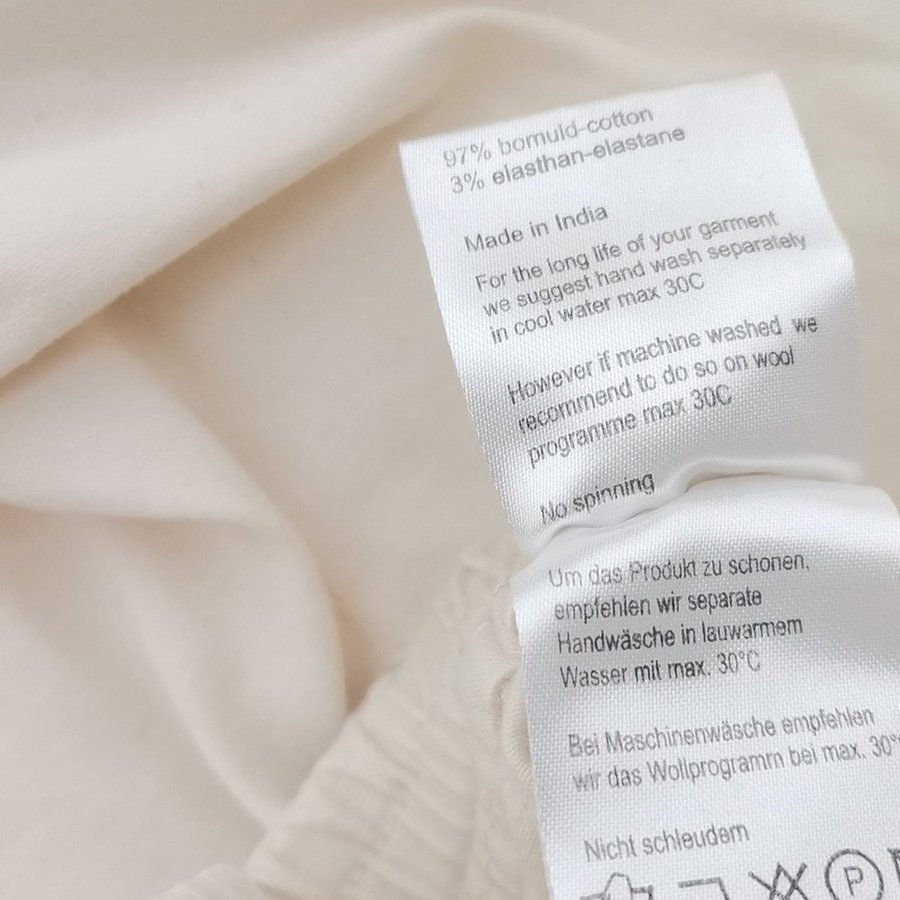 97% bomuld-cotton
3% elasthan-elastane
Made in India
For the long life of your garment
we suggest hand wash separately
in cool water max 30C
However if machine washed we
recommend to do so on wool
programme max 30C
No spinning
Um das Produkt zu schonen,
empfehlen wir separate
Handwäsche in lauwarmem
Wasser mit max. 30°C
Bei Maschinenwäsche empfehlen
wir das Wollprogramm bei max. 30°
Nicht schleudern
P